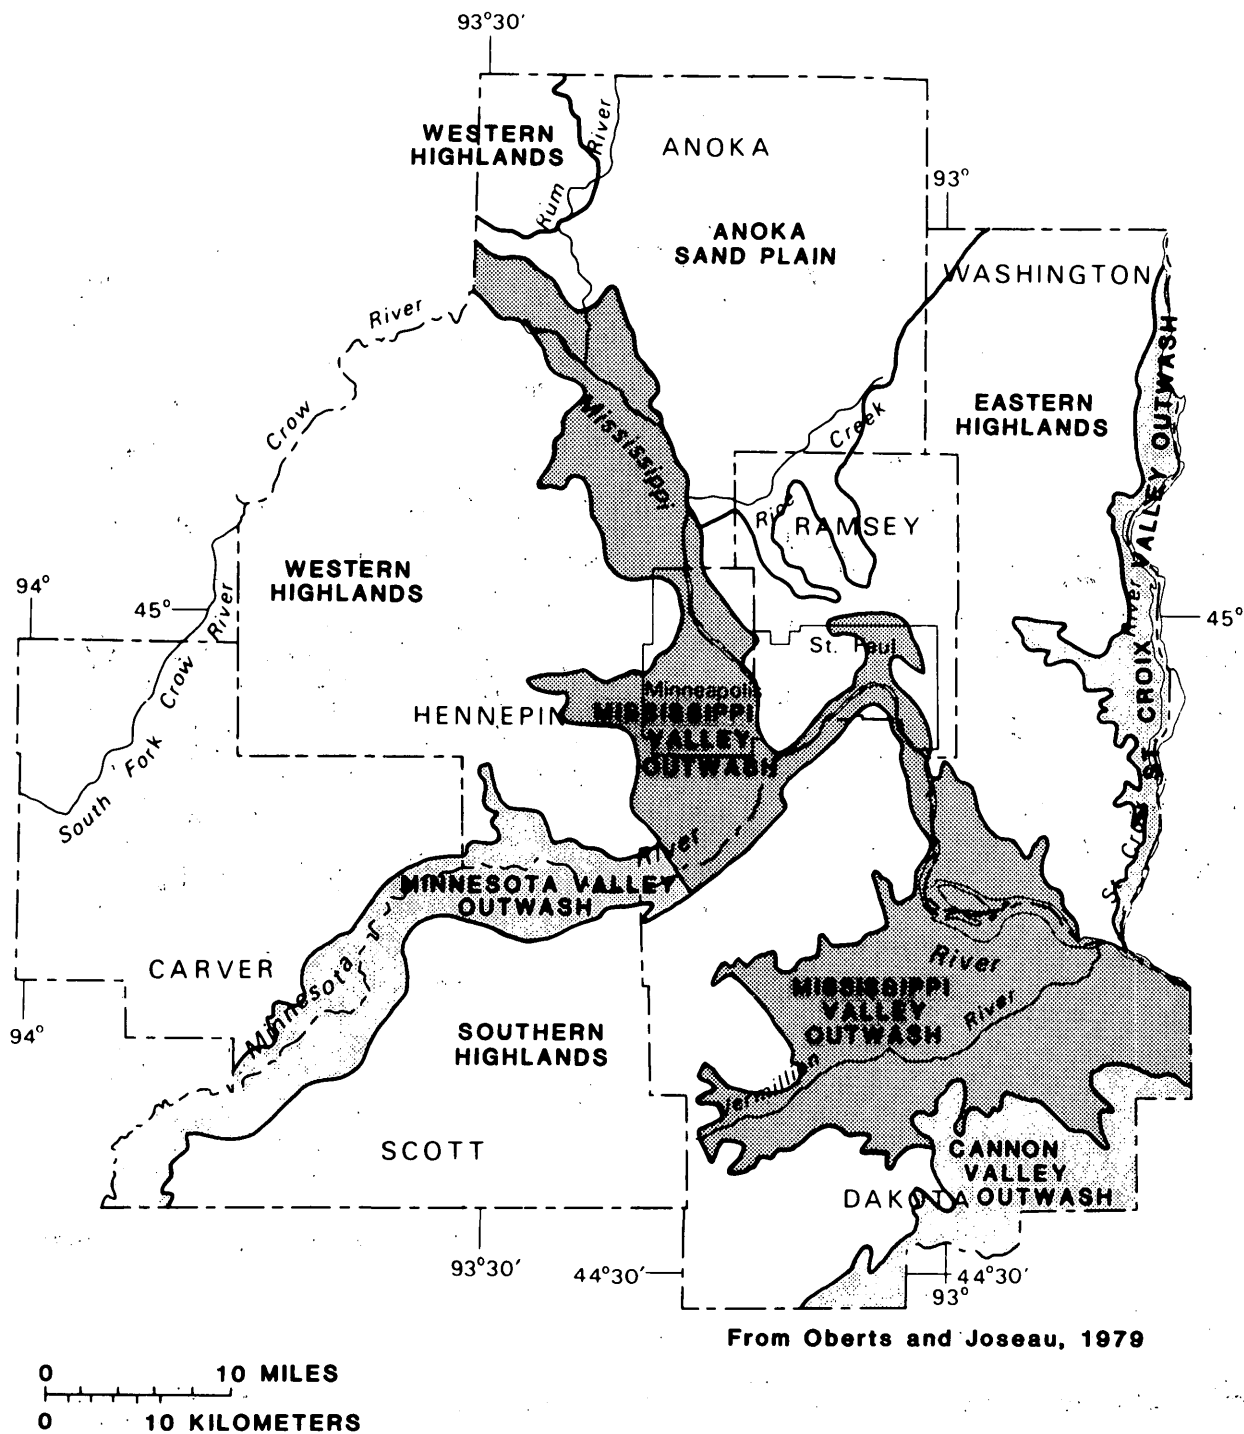 93°30'
WESTERN
HIGHLANDS
River
Rum
ANOKA
93°
ANOKA
SAND PLAIN
WASHINGTON
River
Crow
Mississippi
Creek
Rice
RAMSEY
EASTERN
HIGHLANDS
ST CROIX VALLEY OUTWASH
River
St. Croix
WESTERN
HIGHLANDS
94°
45°
River
Crow
Fork
South
45°
St. Paul
Minneapolis
HENNEPIN
MISSISSIPPI
VALLEY
OUTWASH
River
MINNESOTA VALLEY
OUTWASH
CARVER
Minnesota
94°
SOUTHERN
HIGHLANDS
River
MISSISSIPPI
VALLEY
OUTWASH
River
Vermillion
SCOTT
CANNON
VALLEY
OUTWASH
DAKOTA
93°30'
44°30'
44°30'
93°
From Oberts and Joseau, 1979
0 10 MILES
0 10 KILOMETERS